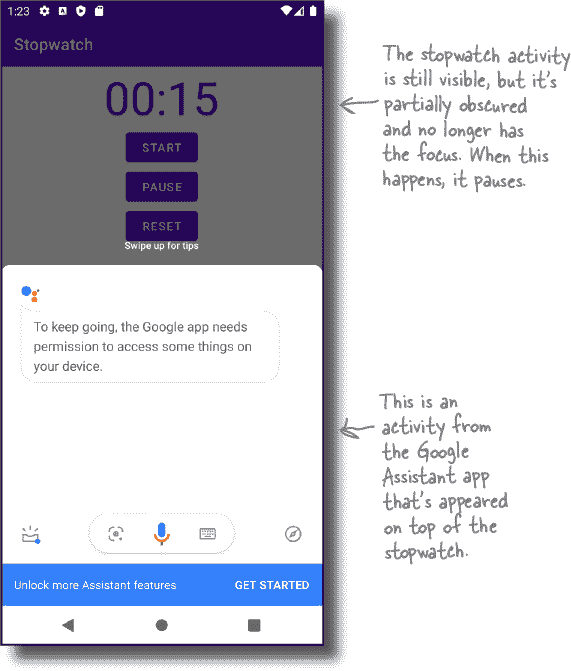 1:23
Stopwatch
00:15
START
PAUSE
RESET
Swipe up for tips
To keep going, the Google app needs
permission to access some things on
your device.
Unlock more Assistant features GET STARTED
The stopwatch activity
is still visible, but it's
partially obscured
and no longer has
the focus. When this
happens, it pauses.
This is an
activity from
the Google
Assistant app
that's appeared
on top of the
stopwatch.